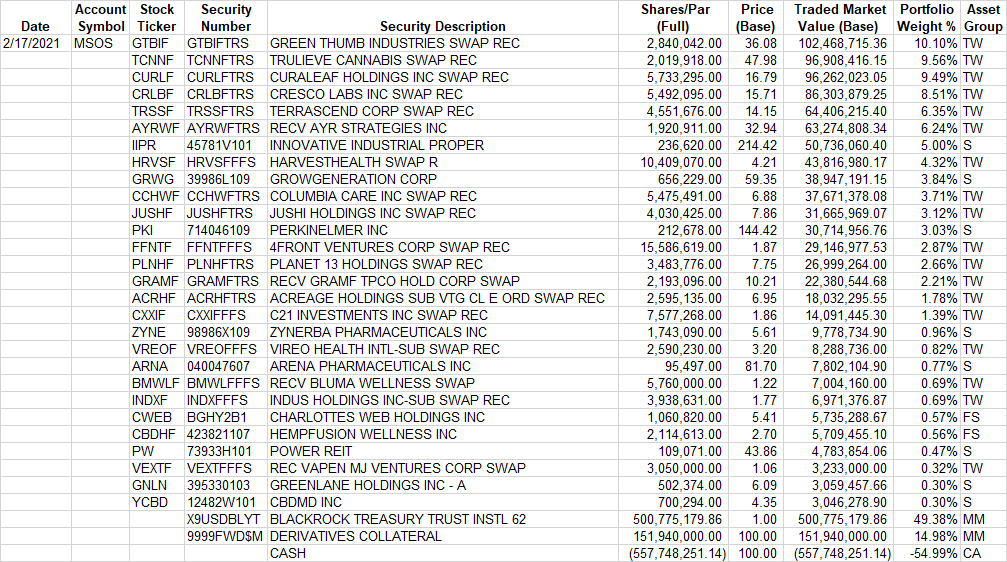 Date Account Symbol Stock Ticker Security Number Security Description Shares/Par (Full) Price (Base) Traded Market Value (Base) Portfolio Weight % Asset Group
2/17/2021 MSOS GTBIF GTBIFTRS GREEN THUMB INDUSTRIES SWAP REC 2,840,042.00 36.08 102,468,715.36 10.10% TW
TCNNF TCNNFTRS TRULIEVE CANNABIS SWAP REC 2,019,918.00 47.98 96,908,416.15 9.56% TW
CURLF CURLFTRS CURALEAF HOLDINGS INC SWAP REC 5,733,295.00 16.79 96,262,023.05 9.49% TW
CRLBF CRLBFTRS CRESCO LABS INC SWAP REC 5,492,095.00 15.71 86,303,879.25 8.51% TW
TRSSF TRSSFTRS TERRASCEND CORP SWAP REC 4,551,676.00 14.15 64,406,215.40 6.35% TW
AYRWF AYRWFTRS RECV AYR STRATEGIES INC 1,920,911.00 32.94 63,274,808.34 6.24% TW
IIPR 45781V101 INNOVATIVE INDUSTRIAL PROPER 236,620.00 214.42 50,736,060.40 5.00% S
HRVSF HRVSFFFS HARVESTHEALTH SWAP R 10,409,070.00 4.21 43,816,980.17 4.32% TW
GRWG 39986L109 GROWGENERATION CORP 656,229.00 59.35 38,947,191.15 3.84% S
CCHWF CCHWFTRS COLUMBIA CARE INC SWAP REC 5,475,491.00 6.88 37,671,378.08 3.71% TW
JUSHF JUSHFTRS JUSHI HOLDINGS INC SWAP REC 4,030,425.00 7.86 31,665,969.07 3.12% TW
PKI 714046109 PERKINELMER INC 212,678.00 144.42 30,714,956.76 3.03% S
FFNTF FFNTFFFS 4FRONT VENTURES CORP SWAP REC 15,586,619.00 1.87 29,146,977.53 2.87% TW
PLNHF PLNHFTRS PLANET 13 HOLDINGS SWAP REC 3,483,776.00 7.75 26,999,264.00 2.66% TW
GRAMF GRAMFTRS RECV GRAMF TPCO HOLD CORP SWAP 2,193,096.00 10.21 22,380,544.68 2.21% TW
ACRHF ACRHFTRS ACREAGE HOLDINGS SUB VTG CL E ORD SWAP REC 2,595,135.00 6.95 18,032,295.55 1.78% TW
CXXIF CXXIFFFS C21 INVESTMENTS INC SWAP REC 7,577,268.00 1.86 14,091,445.30 1.39% TW
ZYNE 98986X109 ZYNERBA PHARMACEUTICALS INC 1,743,090.00 5.61 9,778,734.90 0.96% S
VREOF VREOFFFS VIREO HEALTH INTL-SUB SWAP REC 2,590,230.00 3.20 8,288,736.00 0.82% TW
ARNA 040047607 ARENA PHARMACEUTICALS INC 95,497.00 81.70 7,802,104.90 0.77% S
BMWLF BMWLFFFS RECV BLUMA WELLNESS SWAP 5,760,000.00 1.22 7,004,160.00 0.69% TW
INDXF INDXFFFS INDUS HOLDINGS INC-SUB SWAP REC 3,938,631.00 1.77 6,971,376.87 0.69% TW
CWEB BGHY2B1 CHARLOTTES WEB HOLDINGS INC 1,060,820.00 5.41 5,735,288.67 0.57% FS
CBDHF 423821107 HEMPFUSION WELLNESS INC 2,114,613.00 2.70 5,709,455.10 0.56% FS
PW 73933H101 POWER REIT 109,071.00 43.86 4,783,854.06 0.47% S
VEXTF VEXTFFFS REC VAPEN MJ VENTURES CORP SWAP 3,050,000.00 1.06 3,233,000.00 0.32% TW
GNLN 395330103 GREENLANE HOLDINGS INC - A 502,374.00 6.09 3,059,457.66 0.30% S
YCBD 12482W101 CBDMD INC 700,294.00 4.35 3,046,278.90 0.30% S
X9USDBLYT BLACKROCK TREASURY TRUST INSTL 62 500,775,179.86 1.00 500,775,179.86 49.38% MM
9999FWD$M DERIVATIVES COLLATERAL 151,940,000.00 100.00 151,940,000.00 14.98% MM
CASH (557,748,251.14) 100.00 (557,748,251.14) -54.99% CA